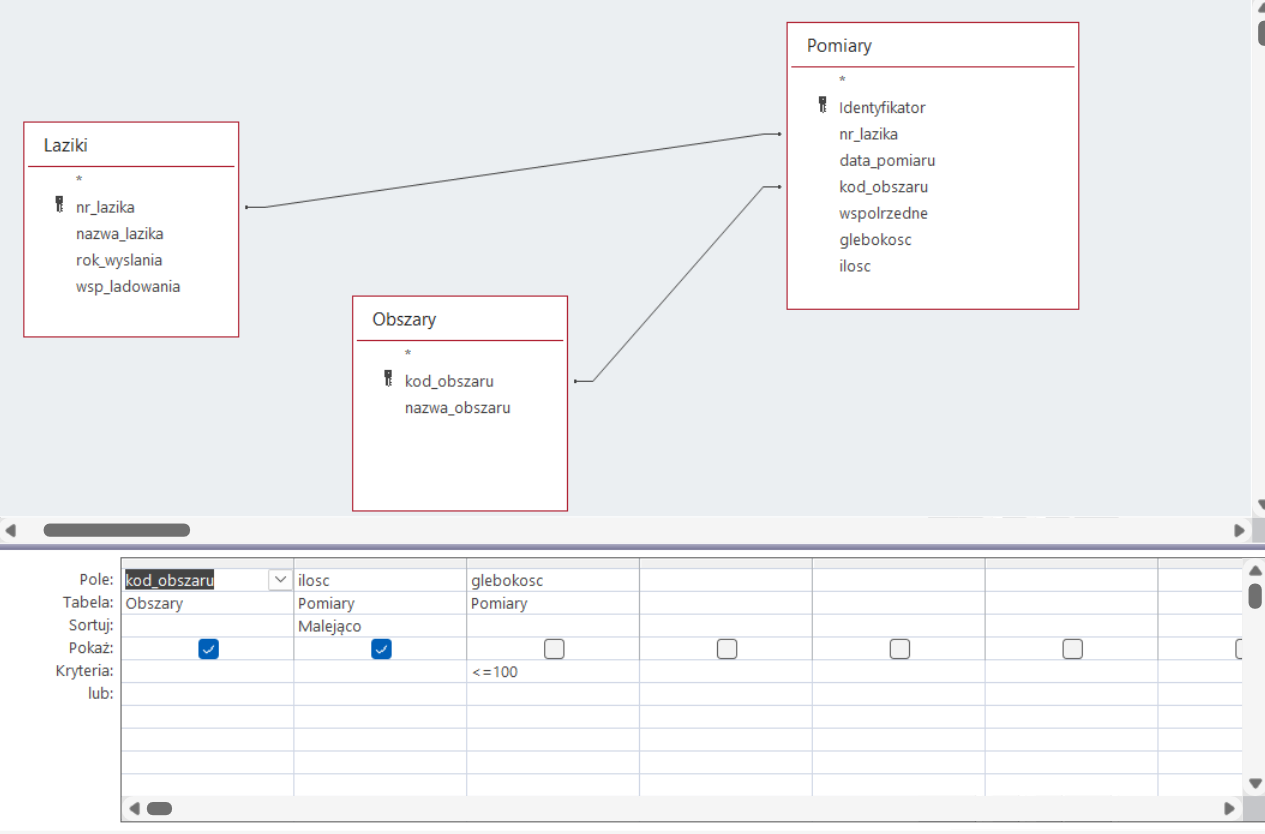 Pomiary
*
Identyfikator
nr_lazika
data_pomiaru
kod_obszaru
wspolrzedne
glebokosc
ilosc
Laziki
*
nr_lazika
nazwa_lazika
rok_wyslania
wsp_ladowania
Obszary
*
kod_obszaru
nazwa_obszaru
Pole: kod_obszaru ilosc glebokosc
Tabela: Obszary Pomiary Pomiary
Sortuj: Malejąco
Pokaż:
Kryteria: <=100
lub: